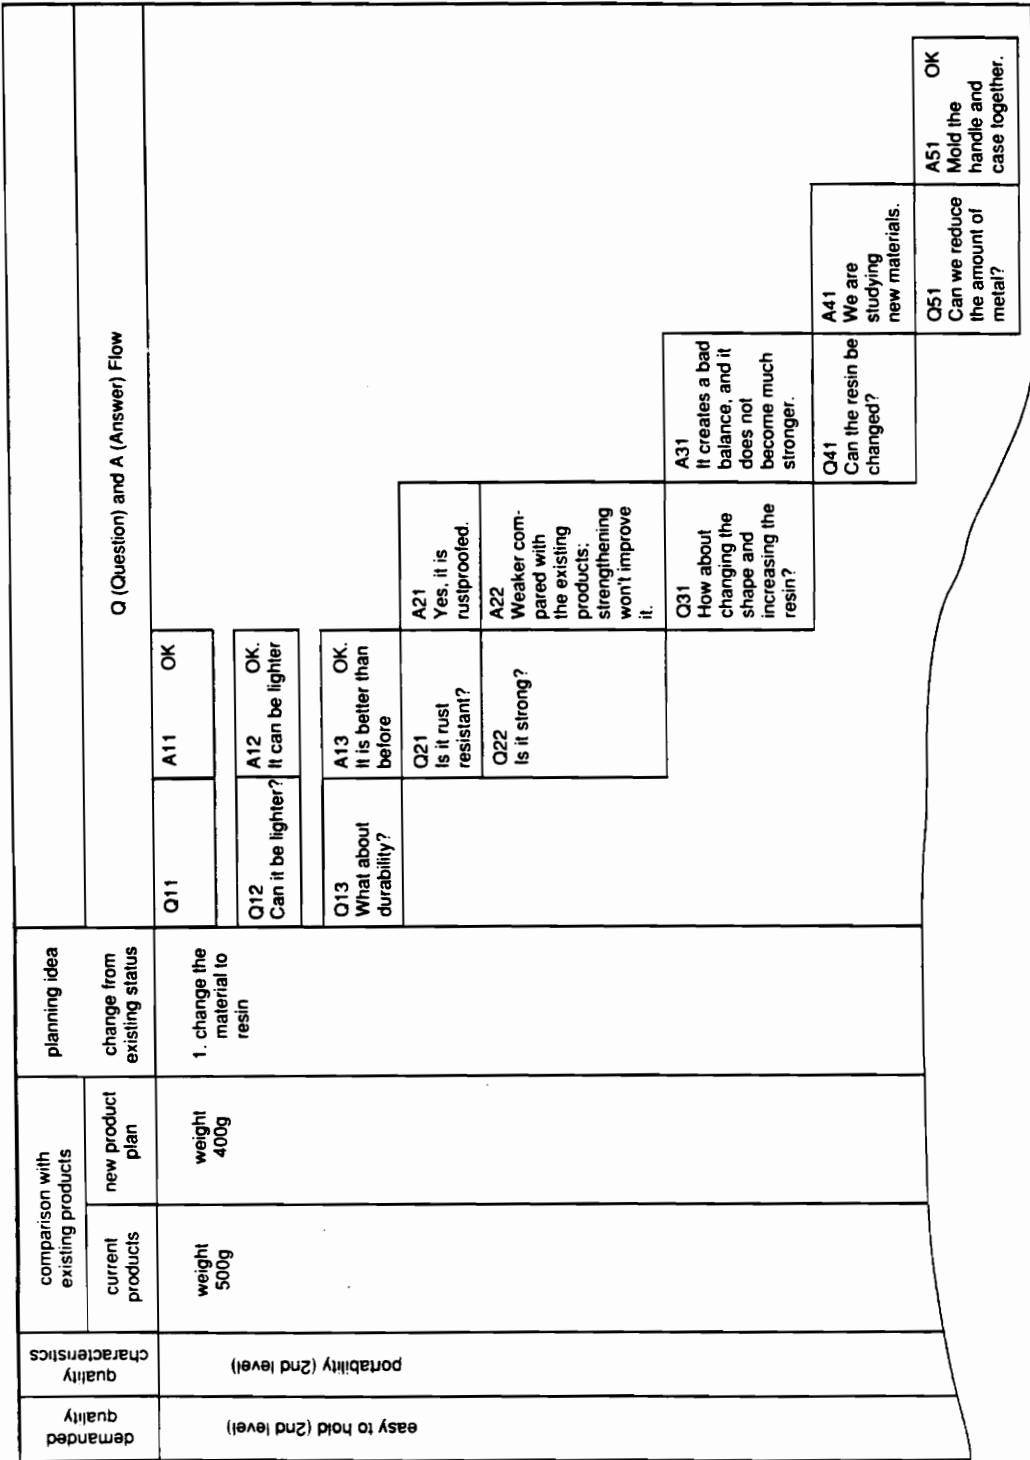 demanded
quality
quality
characteristics
comparison with
existing products
current
products
new product
plan
planning idea
change from
existing status
Q (Question) and A (Answer) Flow
easy to hold (2nd level)
portability (2nd level)
weight
500g
weight
400g
1. change the
material to
resin
Q11
A11 OK
Q12
Can it be lighter?
A12 OK.
It can be lighter
Q13
What about
durability?
A13 OK.
It is better than
before
Q21
Is it rust
resistant?
A21
Yes, it is
rustproofed.
Q22
Is it strong?
A22
Weaker com-
pared with
the existing
products;
strengthening
won't improve
it.
Q31
How about
changing the
shape and
increasing the
resin?
A31
It creates a bad
balance, and it
does not
become much
stronger.
Q41
Can the resin be
changed?
A41
We are
studying
new materials.
Q51
Can we reduce
the amount of
metal?
A51 OK
Mold the
handle and
case together.